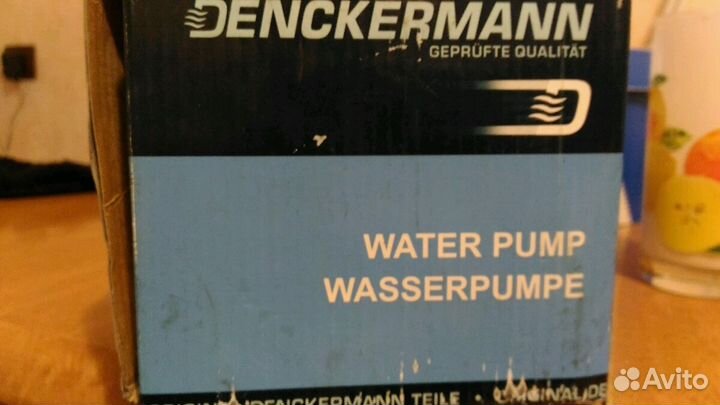 DENCKERMANN
GEPRÜFTE QUALITÄT
WATER PUMP
WASSERPUMPE
DENCKERMANN TEILE •
Avito